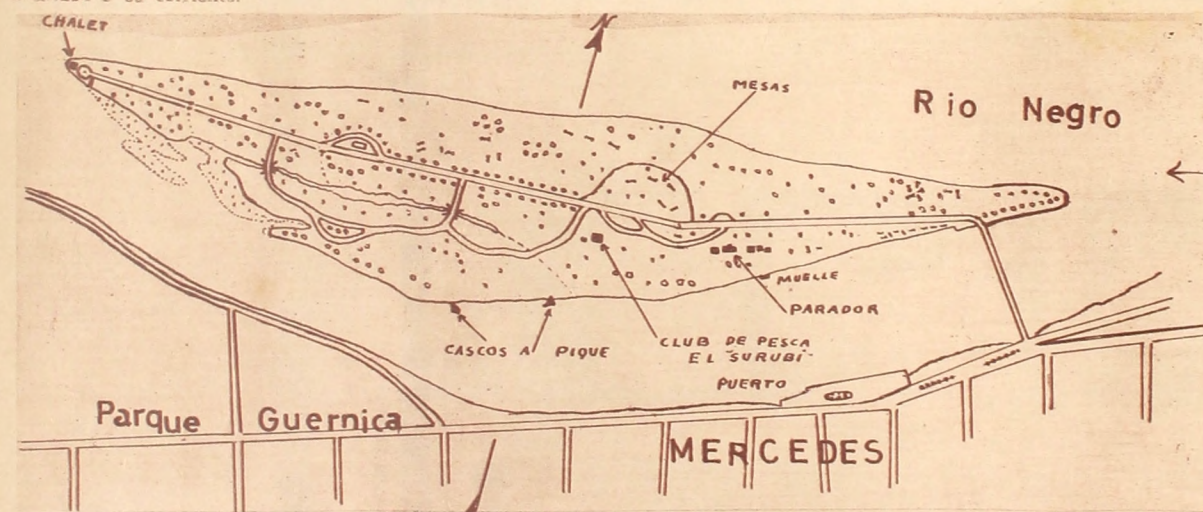 CHALET
N
MESAS
Rio Negro
MUELLE
PARADOR
CASCOS A PIQUE
CLUB DE PESCA
EL "SURUBI"
PUERTO
Parque Guernica
MERCEDES